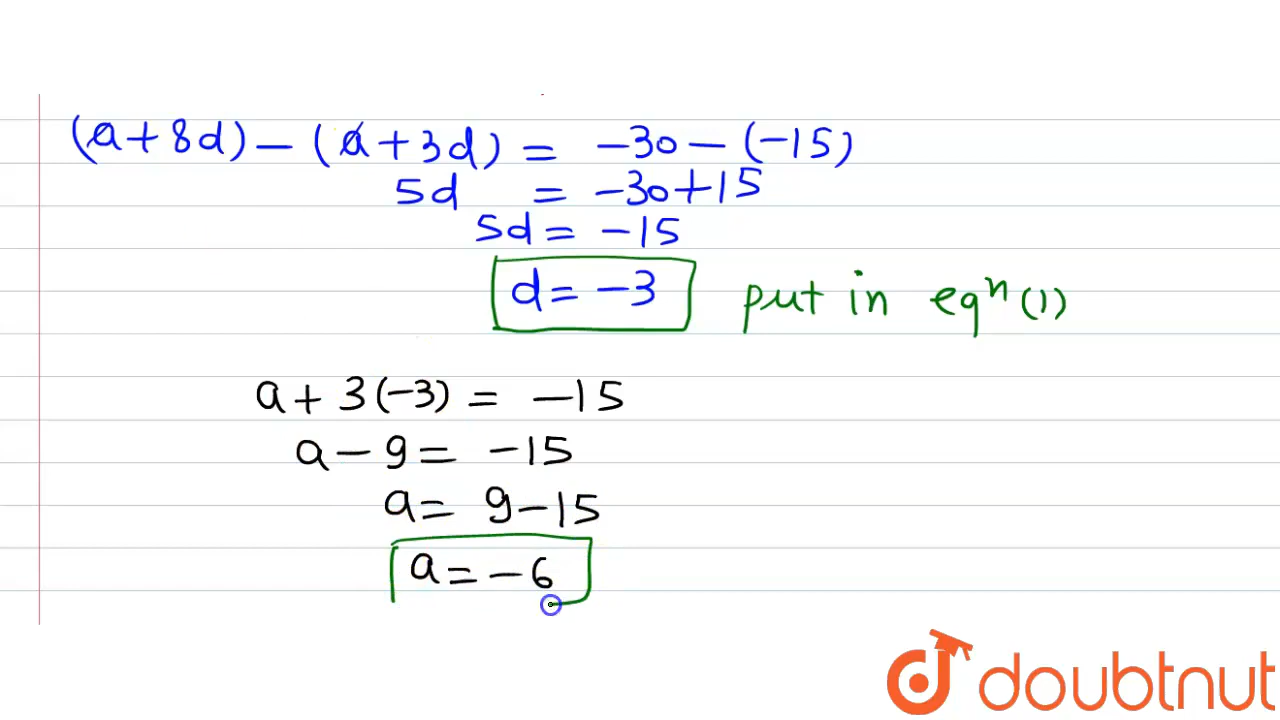 (a+8d) - (a+3d) = -30 - (-15)
5d = -30+15
5d = -15
d = -3 put in eqⁿ (1)
a + 3(-3) = -15
a - 9 = -15
a = 9-15
a = -6
doubtnut